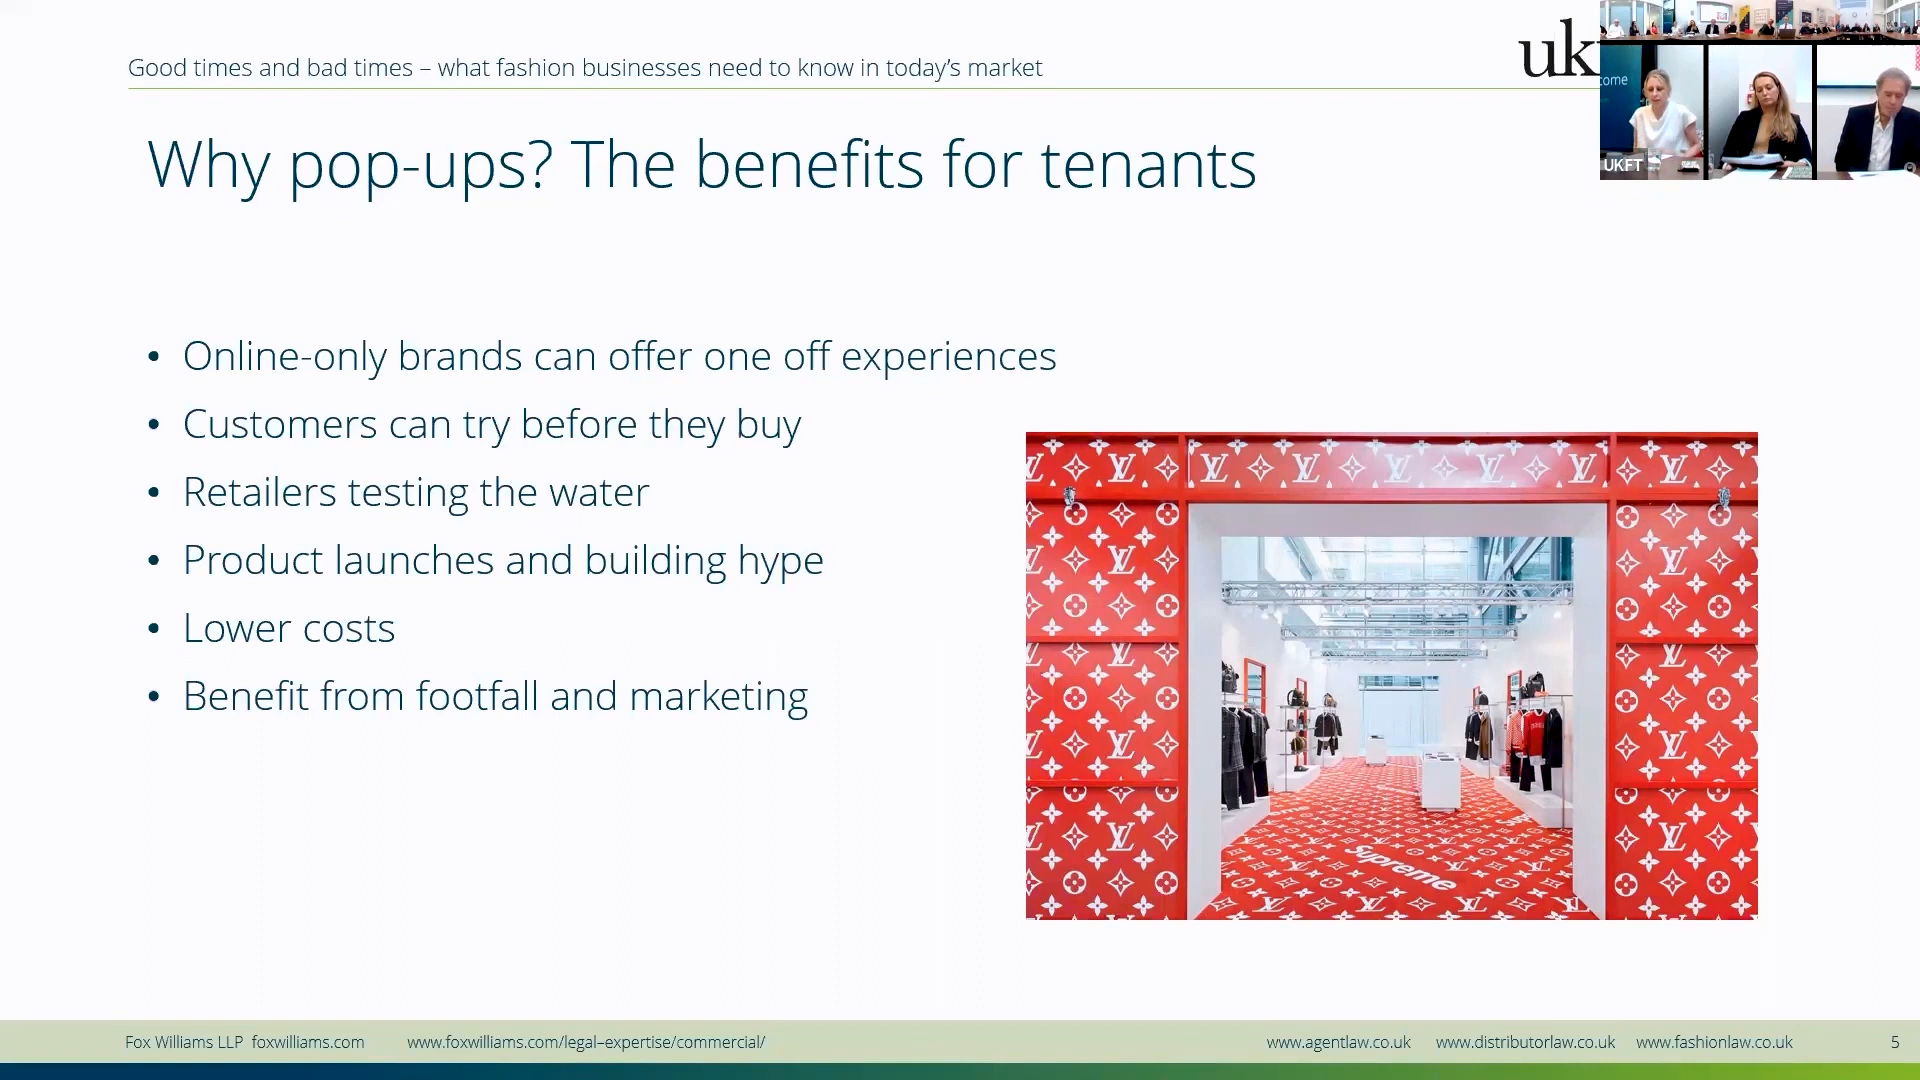 Good times and bad times – what fashion businesses need to know in today's market
uk
come
UKFT
Why pop-ups? The benefits for tenants
• Online-only brands can offer one off experiences
• Customers can try before they buy
• Retailers testing the water
• Product launches and building hype
• Lower costs
• Benefit from footfall and marketing
Supreme
Fox Williams LLP foxwilliams.com www.foxwilliams.com/legal–expertise/commercial/ www.agentlaw.co.uk www.distributorlaw.co.uk www.fashionlaw.co.uk 5